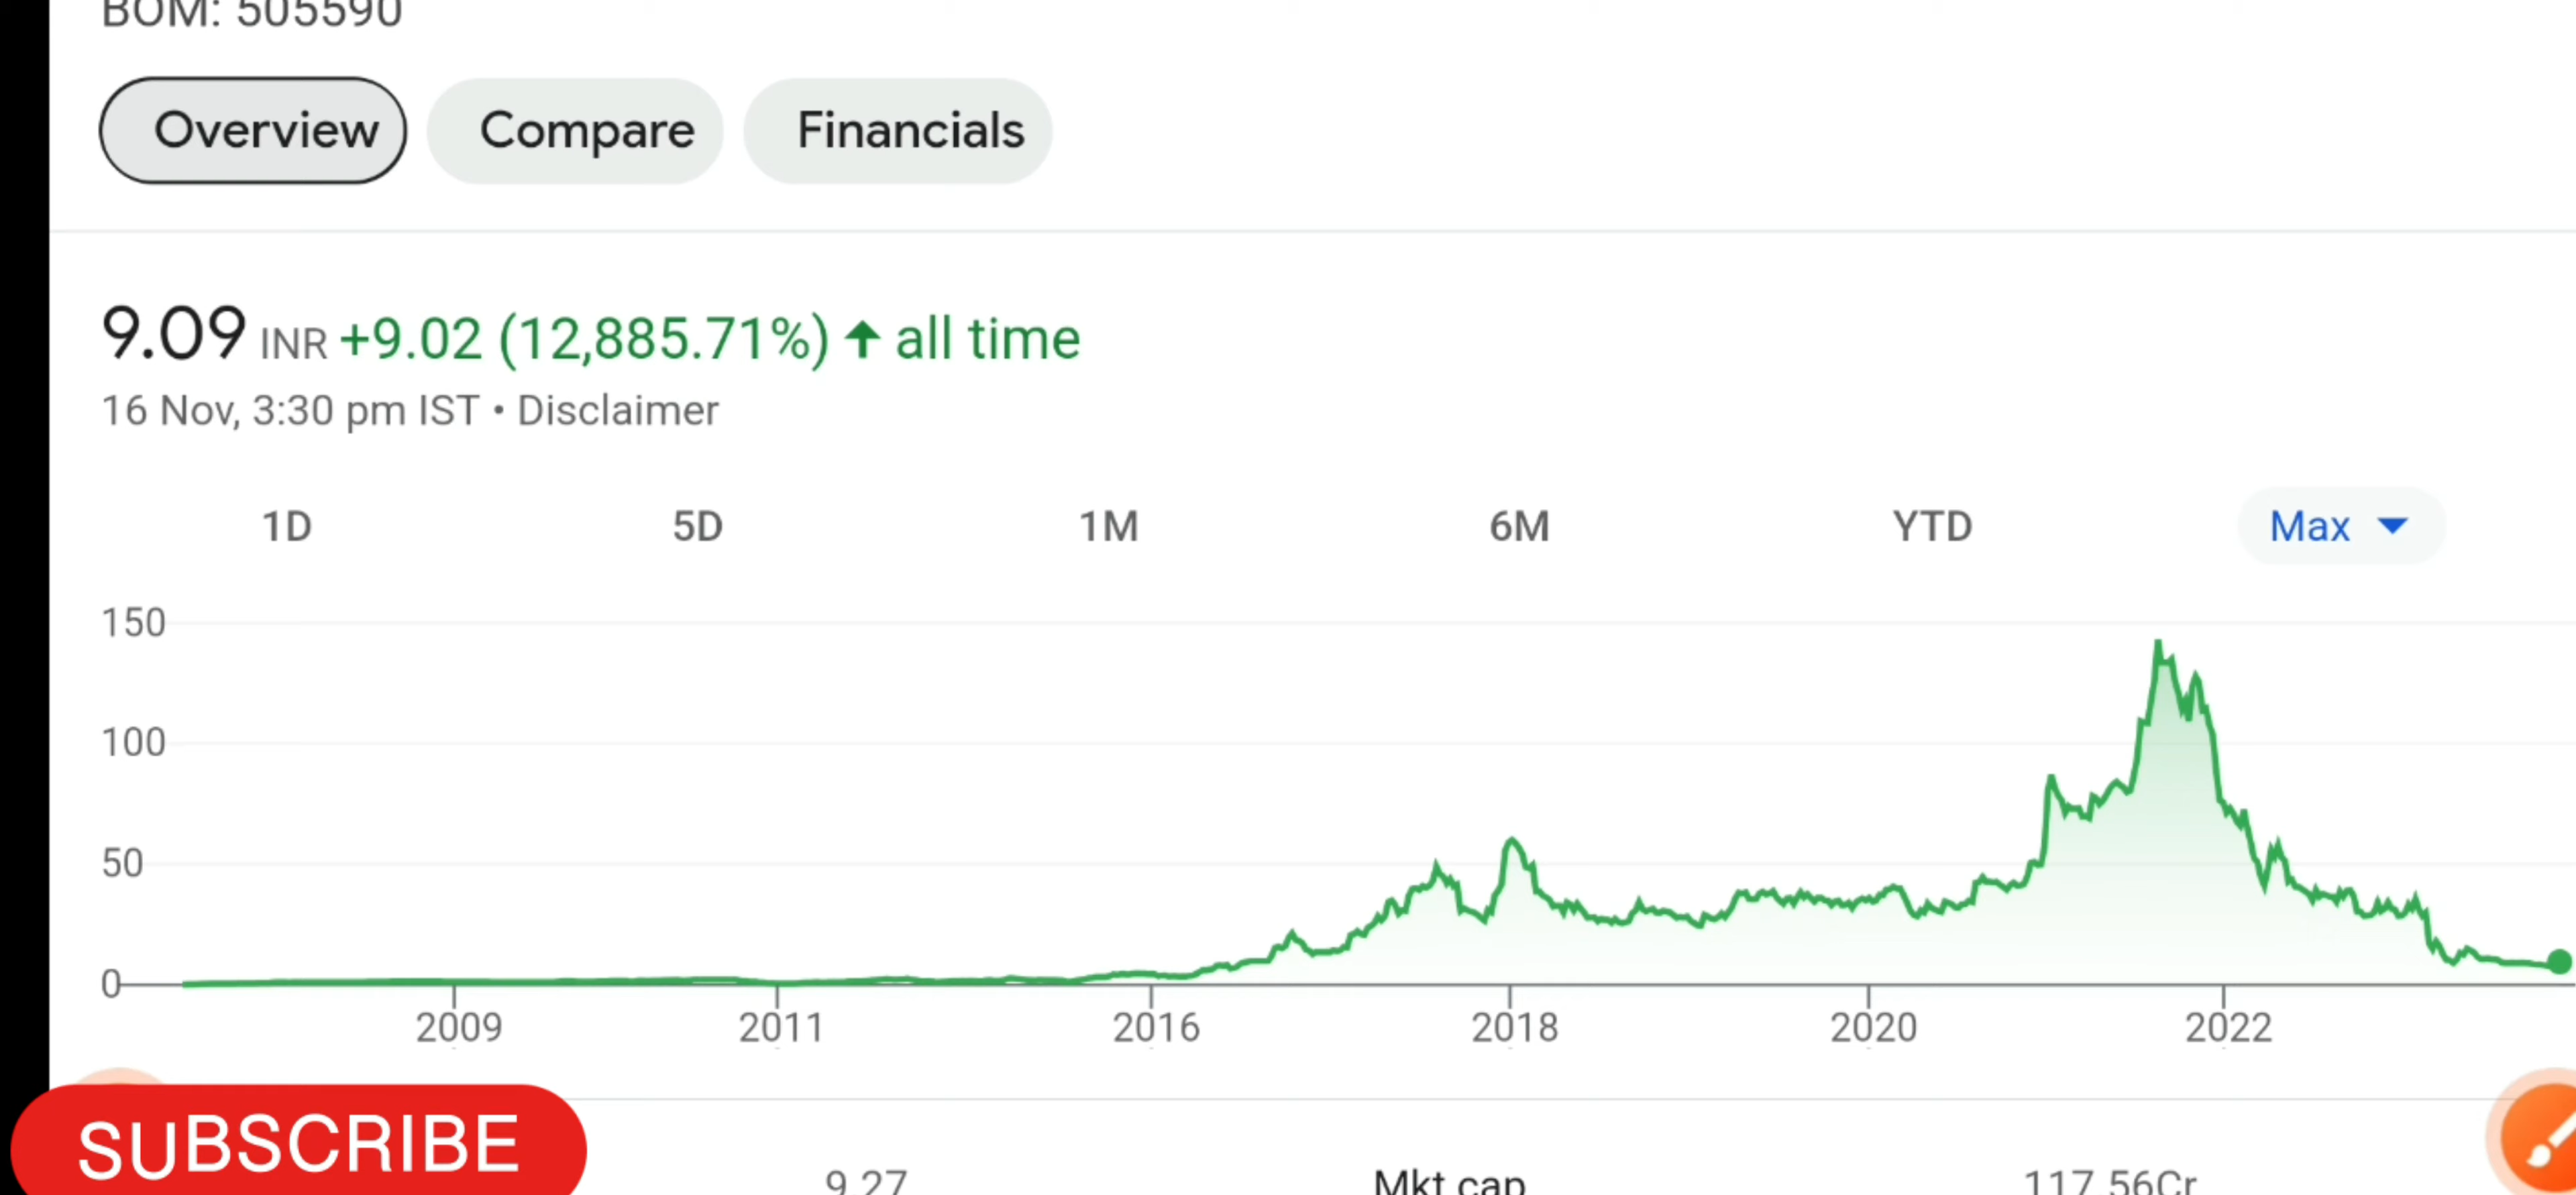 BOM: 505590
Overview Compare Financials
9.09 INR +9.02 (12,885.71%) ↑ all time
16 Nov, 3:30 pm IST • Disclaimer
1D 5D 1M 6M YTD Max
150
100
50
0
2009 2011 2016 2018 2020 2022
SUBSCRIBE
9.27 Mkt cap 117.56Cr